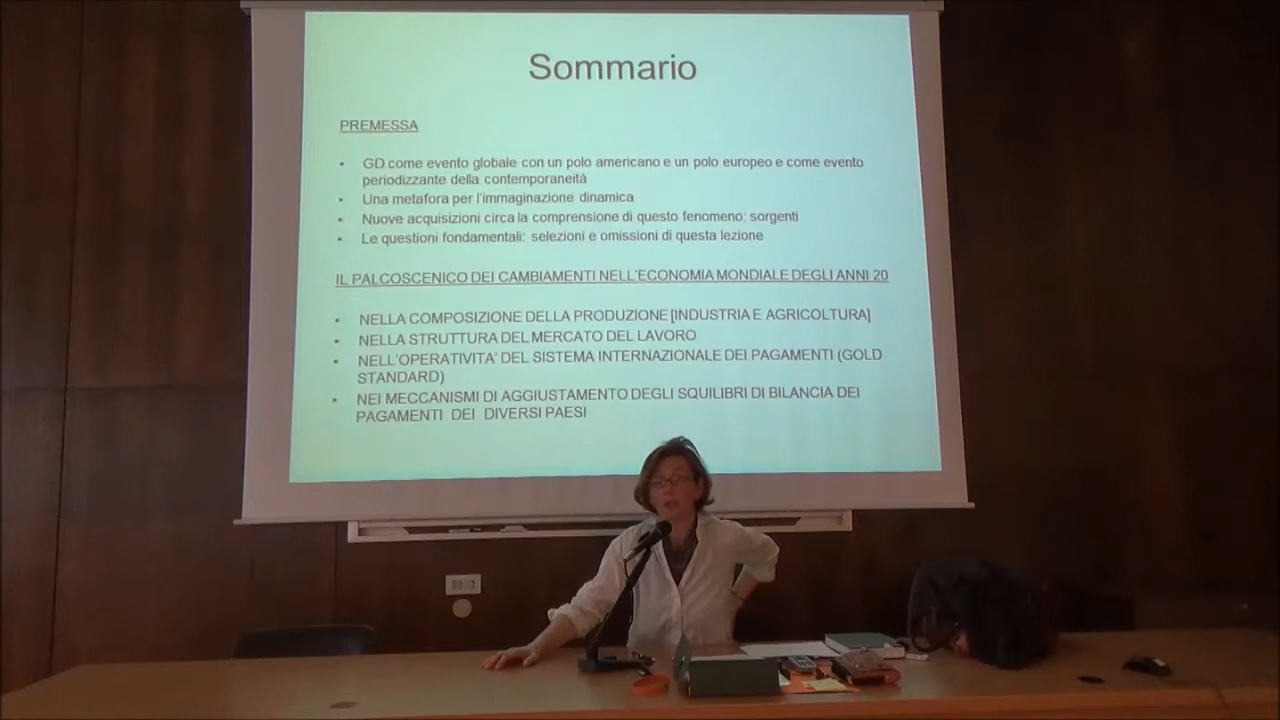 Sommario
PREMESSA
• GD come evento globale con un polo americano e un polo europeo e come evento
periodizzante della contemporaneità
• Una metafora per l'immaginazione dinamica
• Nuove acquisizioni circa la comprensione di questo fenomeno: sorgenti
• Le questioni fondamentali: selezioni e omissioni di questa lezione
IL PALCOSCENICO DEI CAMBIAMENTI NELL'ECONOMIA MONDIALE DEGLI ANNI 20
• NELLA COMPOSIZIONE DELLA PRODUZIONE [INDUSTRIA E AGRICOLTURA]
• NELLA STRUTTURA DEL MERCATO DEL LAVORO
• NELL'OPERATIVITA' DEL SISTEMA INTERNAZIONALE DEI PAGAMENTI (GOLD
STANDARD)
• NEI MECCANISMI DI AGGIUSTAMENTO DEGLI SQUILIBRI DI BILANCIA DEI
PAGAMENTI DEI DIVERSI PAESI